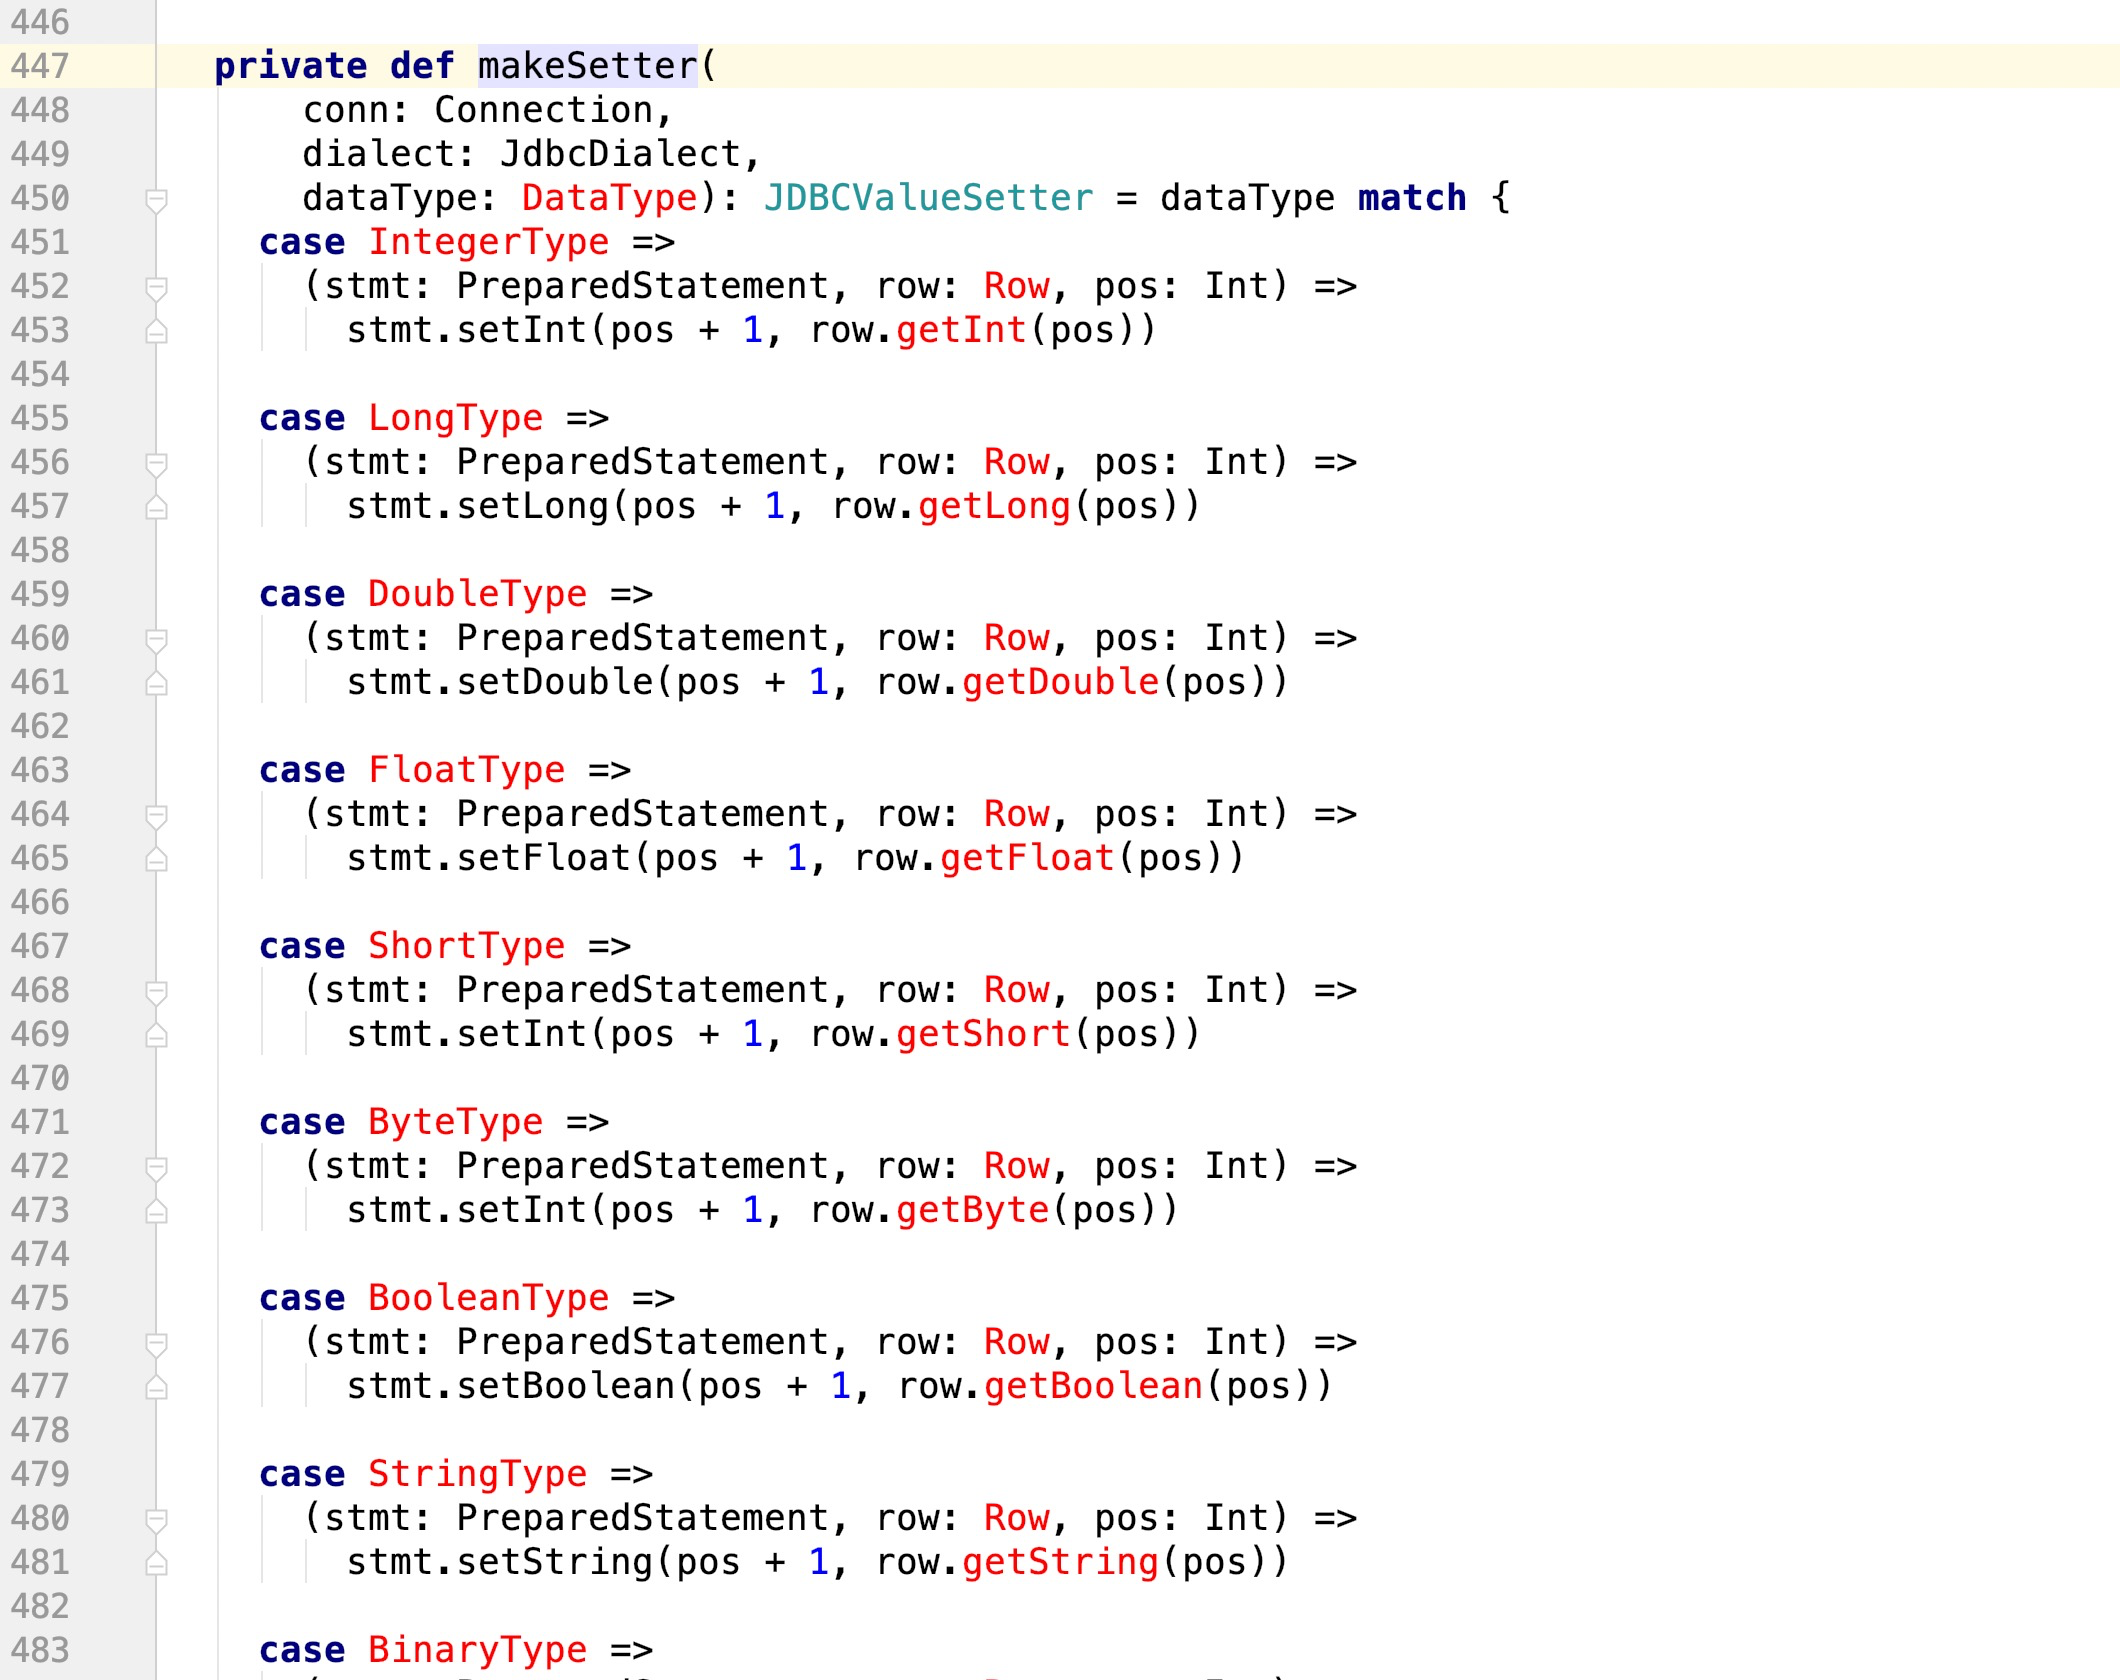 446
447 private def makeSetter(
448 conn: Connection,
449 dialect: JdbcDialect,
450 dataType: DataType): JDBCValueSetter = dataType match {
451 case IntegerType =>
452 (stmt: PreparedStatement, row: Row, pos: Int) =>
453 stmt.setInt(pos + 1, row.getInt(pos))
454
455 case LongType =>
456 (stmt: PreparedStatement, row: Row, pos: Int) =>
457 stmt.setLong(pos + 1, row.getLong(pos))
458
459 case DoubleType =>
460 (stmt: PreparedStatement, row: Row, pos: Int) =>
461 stmt.setDouble(pos + 1, row.getDouble(pos))
462
463 case FloatType =>
464 (stmt: PreparedStatement, row: Row, pos: Int) =>
465 stmt.setFloat(pos + 1, row.getFloat(pos))
466
467 case ShortType =>
468 (stmt: PreparedStatement, row: Row, pos: Int) =>
469 stmt.setInt(pos + 1, row.getShort(pos))
470
471 case ByteType =>
472 (stmt: PreparedStatement, row: Row, pos: Int) =>
473 stmt.setInt(pos + 1, row.getByte(pos))
474
475 case BooleanType =>
476 (stmt: PreparedStatement, row: Row, pos: Int) =>
477 stmt.setBoolean(pos + 1, row.getBoolean(pos))
478
479 case StringType =>
480 (stmt: PreparedStatement, row: Row, pos: Int) =>
481 stmt.setString(pos + 1, row.getString(pos))
482
483 case BinaryType =>